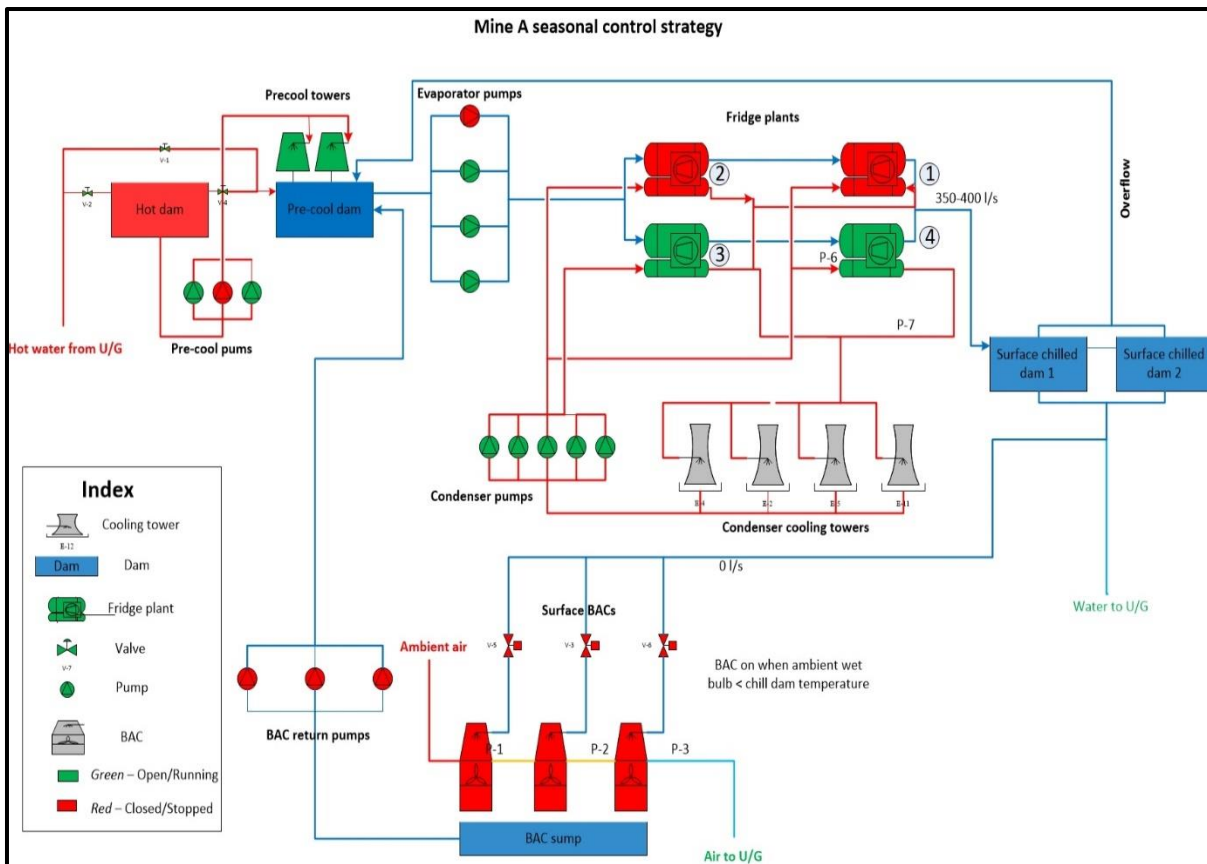 Mine A seasonal control strategy
Precool towers
Evaporator pumps
Fridge plants
V-1
V-2
V-4
Hot dam
Pre-cool dam
2
1
350-400 l/s
Overflow
3
4
P-6
P-7
Hot water from U/G
Pre-cool pums
Surface chilled
dam 1
Surface chilled
dam 2
Condenser pumps
E-4
E-2
E-11
Condenser cooling towers
Index
Cooling tower
E-12
Dam
Dam
Fridge plant
Valve
V-7
Pump
BAC
Green – Open/Running
Red – Closed/Stopped
0 l/s
Surface BACs
Water to U/G
Ambient air
V-5
V-3
V-6
BAC on when ambient wet
bulb < chill dam temperature
BAC return pumps
P-1
P-2
P-3
BAC sump
Air to U/G